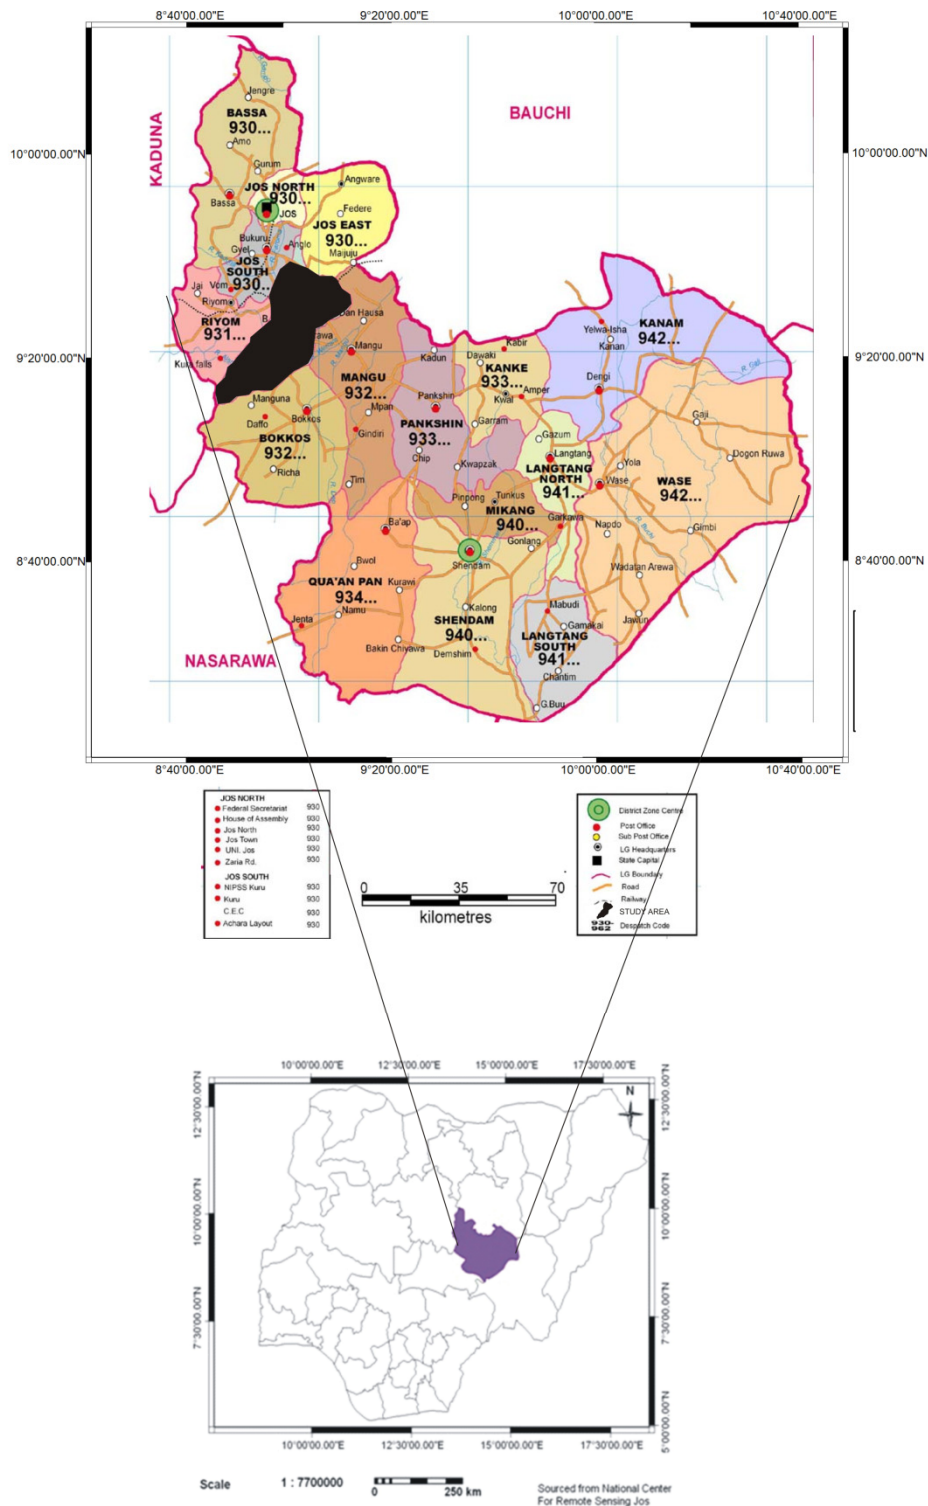 8°40'00.00"E 9°20'00.00"E 10°00'00.00"E 10°40'00.00"E
10°00'00.00"N 10°00'00.00"N
9°20'00.00"N 9°20'00.00"N
8°40'00.00"N 8°40'00.00"N
KADUNA
BAUCHI
NASARAWA
Jengre
BASSA
930...
Amo
Gurum
Bassa
JOS NORTH
930...
JOS
Angware
Federe
JOS EAST
930...
Maijuju
Bukuru
Gyel
Anglo
JOS
SOUTH
930...
Vom
Jai
Riyom
RIYOM
931...
B
Kura falls
Dan Hausa
rawa
Mangu
MANGU
932...
Mpan
Gindiri
Tim
Manguna
Daffo
Bokkos
BOKKOS
932...
Richa
Kadun
Pankshin
PANKSHIN
933...
Chip
Kwapzak
Dawaki
Kabir
KANKE
933...
Kwal
Amper
Garram
Yelwa-Isha
Kanan
KANAM
942...
Dengi
Gaji
Dogon Ruwa
Gazum
Langtang
LANGTANG
NORTH
941...
Yola
Wase
WASE
942...
Napdo
Gimbi
R. Buchi
Wadatan Arewa
Jawun
Pinpong
Tunkus
MIKANG
940...
Garkawa
Gonlang
Ba'ap
Bwol
QUA'AN PAN
934...
Kurawi
Namu
Jenta
Bakin Chiyawa
Shendam
Kalong
SHENDAM
940...
Demshim
Mabudi
Gamakai
LANGTANG
SOUTH
941...
Chantim
G.Buu
8°40'00.00"E 9°20'00.00"E 10°00'00.00"E 10°40'00.00"E
JOS NORTH
Federal Secretariat 930
House of Assembly 930
Jos North 930
Jos Town 930
UNI. Jos 930
Zaria Rd. 930
JOS SOUTH
NIPSS Kuru 930
Kuru 930
C.E.C 930
Achara Layout 930
0 35 70
kilometres
District Zone Centre
Post Office
Sub Post Office
LG Headquarters
State Capital
LG Boundary
Road
Railway
STUDY AREA
930-962 Despatch Code
10°00'00.00"E 12°30'00.00"E 15°00'00.00"E 17°30'00.00"E
12°30'00.00"N 12°30'00.00"N
10°00'00.00"N 10°00'00.00"N
7°30'00.00"N 7°30'00.00"N
5°00'00.00"N
N
10°00'00.00"E 12°30'00.00"E 15°00'00.00"E 17°30'00.00"E
Scale 1 : 7700000
0 250 km
Sourced from National Center
For Remote Sensing Jos